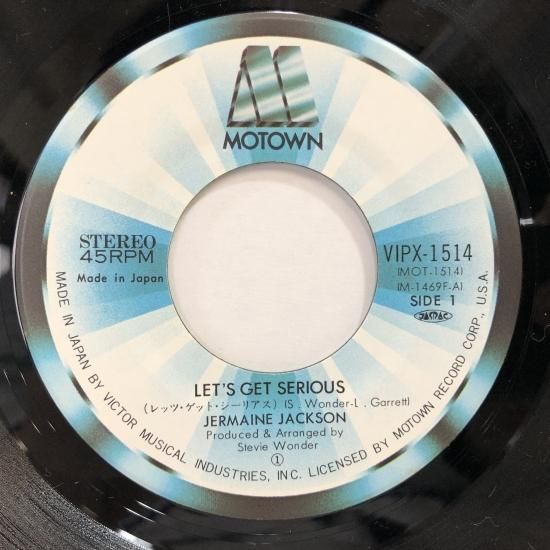 MOTOWN
STEREO
45RPM
Made in Japan
VIPX-1514
(MOT-1514)
(M-1469F-A)
SIDE 1
JASRAC
LET'S GET SERIOUS
(レッツ・ゲット・シーリアス) (S. Wonder-L. Garrett)
JERMAINE JACKSON
Produced & Arranged by
Stevie Wonder
①
MADE IN JAPAN BY VICTOR MUSICAL INDUSTRIES, INC. LICENSED BY MOTOWN RECORD CORP., U.S.A.